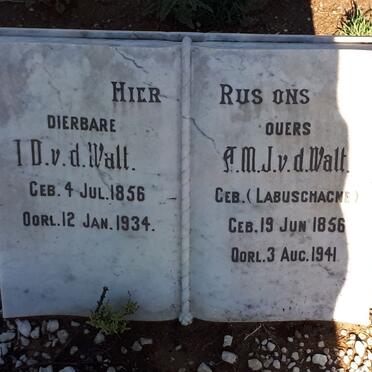 HIER RUS ONS
DIERBARE OUERS
I.D.v.d.Walt.
GEB. 4 JUL. 1856
OORL. 12 JAN. 1934.
A.M.J.v.d.Walt.
GEB. (LABUSCHAGNE)
GEB. 19 JUN 1856
OORL. 3 AUG. 1941